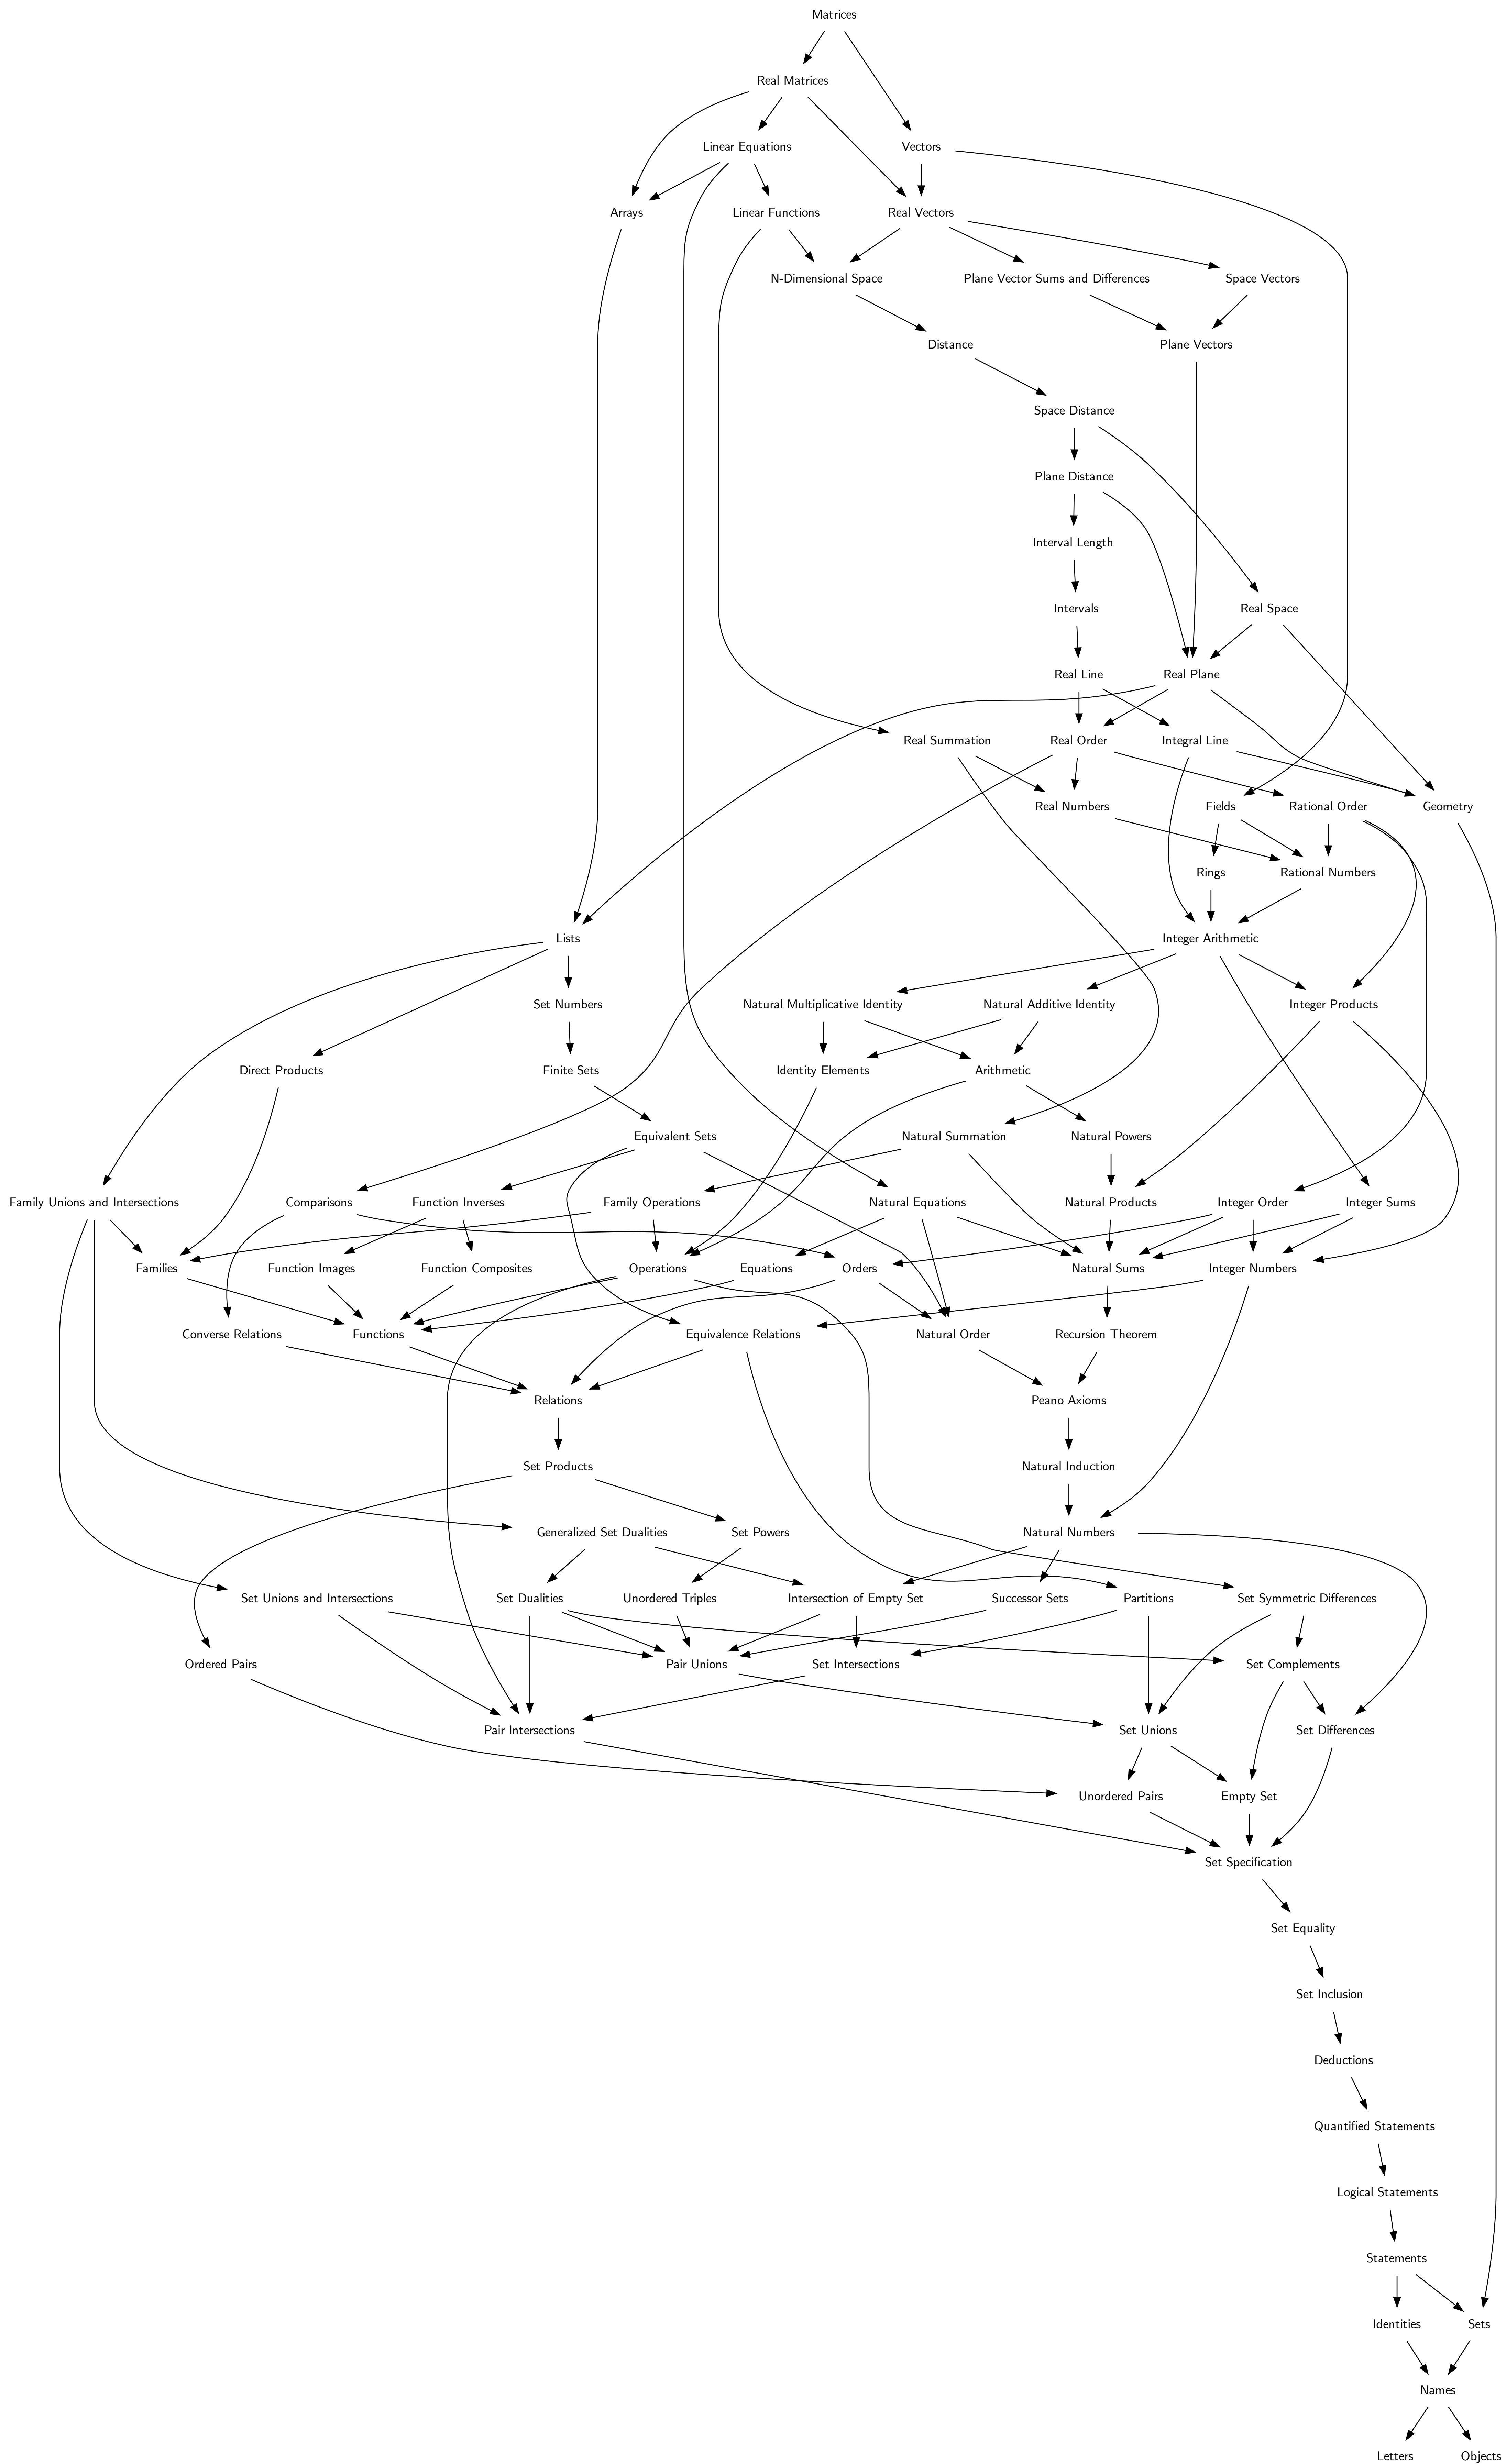 Matrices
Real Matrices
Linear Equations
Vectors
Arrays
Linear Functions
Real Vectors
N-Dimensional Space
Plane Vector Sums and Differences
Space Vectors
Distance
Plane Vectors
Space Distance
Plane Distance
Interval Length
Intervals
Real Space
Real Line
Real Plane
Real Summation
Real Order
Integral Line
Real Numbers
Fields
Rational Order
Geometry
Rings
Rational Numbers
Lists
Integer Arithmetic
Set Numbers
Natural Multiplicative Identity
Natural Additive Identity
Integer Products
Direct Products
Finite Sets
Identity Elements
Arithmetic
Equivalent Sets
Natural Summation
Natural Powers
Family Unions and Intersections
Comparisons
Function Inverses
Family Operations
Natural Equations
Natural Products
Integer Order
Integer Sums
Families
Function Images
Function Composites
Operations
Equations
Orders
Natural Sums
Integer Numbers
Converse Relations
Functions
Equivalence Relations
Natural Order
Recursion Theorem
Relations
Peano Axioms
Set Products
Natural Induction
Generalized Set Dualities
Set Powers
Natural Numbers
Set Unions and Intersections
Set Dualities
Unordered Triples
Intersection of Empty Set
Successor Sets
Partitions
Set Symmetric Differences
Ordered Pairs
Pair Unions
Set Intersections
Set Complements
Pair Intersections
Set Unions
Set Differences
Unordered Pairs
Empty Set
Set Specification
Set Equality
Set Inclusion
Deductions
Quantified Statements
Logical Statements
Statements
Identities
Sets
Names
Letters
Objects